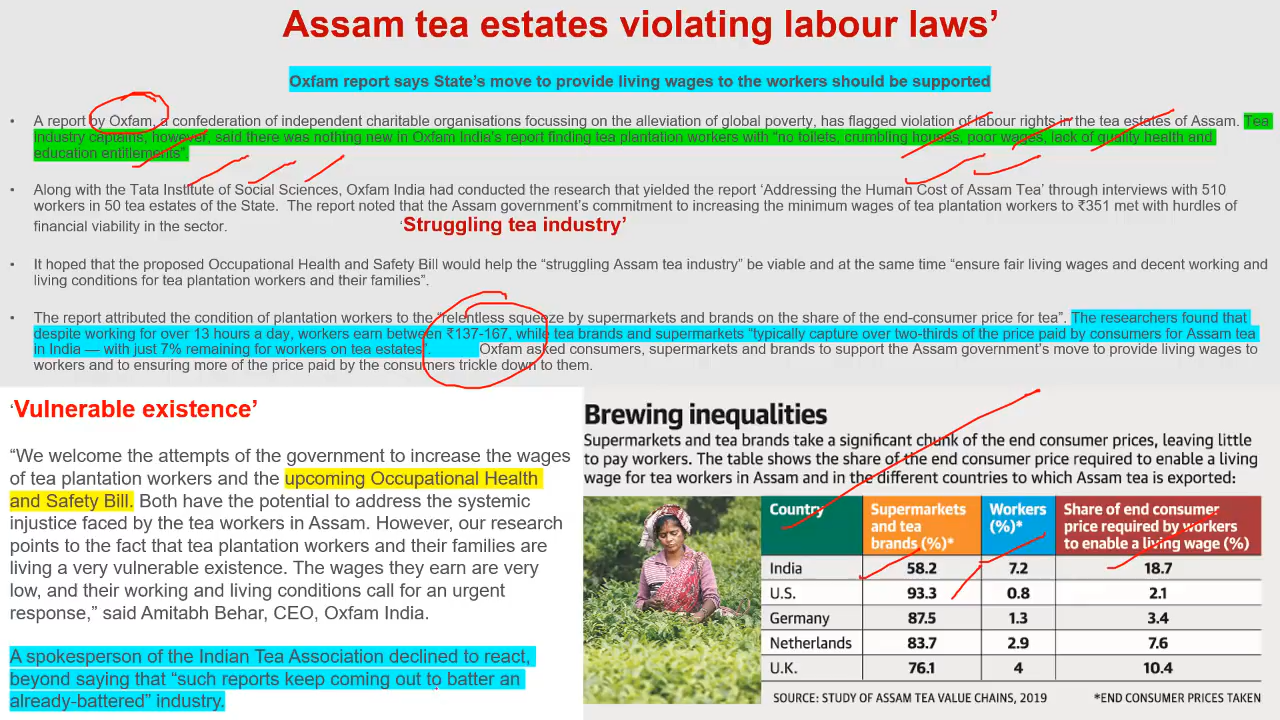 Assam tea estates violating labour laws’
Oxfam report says State’s move to provide living wages to the workers should be supported
• A report by Oxfam, a confederation of independent charitable organisations focussing on the alleviation of global poverty, has flagged violation of labour rights in the tea estates of Assam. Tea
industry captains, however, said there was nothing new in Oxfam India’s report finding tea plantation workers with “no toilets, crumbling houses, poor wages, lack of quality health and
education entitlements”.
• Along with the Tata Institute of Social Sciences, Oxfam India had conducted the research that yielded the report ‘Addressing the Human Cost of Assam Tea’ through interviews with 510
workers in 50 tea estates of the State. The report noted that the Assam government’s commitment to increasing the minimum wages of tea plantation workers to ₹351 met with hurdles of
financial viability in the sector.
‘Struggling tea industry’
• It hoped that the proposed Occupational Health and Safety Bill would help the “struggling Assam tea industry” be viable and at the same time “ensure fair living wages and decent working and
living conditions for tea plantation workers and their families”.
• The report attributed the condition of plantation workers to the “relentless squeeze by supermarkets and brands on the share of the end-consumer price for tea”. The researchers found that
despite working for over 13 hours a day, workers earn between ₹137-167, while tea brands and supermarkets “typically capture over two-thirds of the price paid by consumers for Assam tea
in India — with just 7% remaining for workers on tea estates”. Oxfam asked consumers, supermarkets and brands to support the Assam government’s move to provide living wages to
workers and to ensuring more of the price paid by the consumers trickle down to them.
‘Vulnerable existence’
“We welcome the attempts of the government to increase the wages
of tea plantation workers and the upcoming Occupational Health
and Safety Bill. Both have the potential to address the systemic
injustice faced by the tea workers in Assam. However, our research
points to the fact that tea plantation workers and their families are
living a very vulnerable existence. The wages they earn are very
low, and their working and living conditions call for an urgent
response,” said Amitabh Behar, CEO, Oxfam India.
A spokesperson of the Indian Tea Association declined to react,
beyond saying that “such reports keep coming out to batter an
already-battered” industry.
Brewing inequalities
Supermarkets and tea brands take a significant chunk of the end consumer prices, leaving little
to pay workers. The table shows the share of the end consumer price required to enable a living
wage for tea workers in Assam and in the different countries to which Assam tea is exported:
Country Supermarkets Workers Share of end consumer
and tea (%)* price required by workers
brands (%)* to enable a living wage (%)
India 58.2 7.2 18.7
U.S. 93.3 0.8 2.1
Germany 87.5 1.3 3.4
Netherlands 83.7 2.9 7.6
U.K. 76.1 4 10.4
SOURCE: STUDY OF ASSAM TEA VALUE CHAINS, 2019 *END CONSUMER PRICES TAKEN